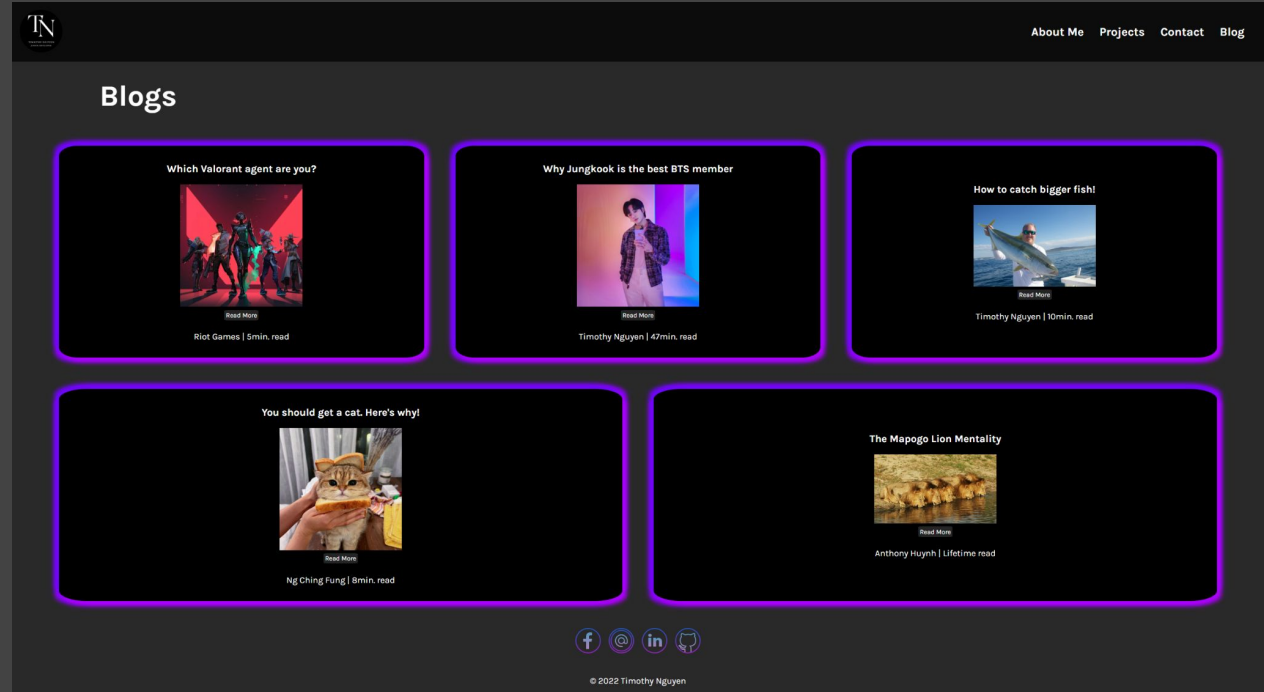 TN
About Me Projects Contact Blog
Blogs
Which Valorant agent are you?
Read More
Riot Games | 5min. read
Why Jungkook is the best BTS member
Read More
Timothy Nguyen | 47min. read
How to catch bigger fish!
Read More
Timothy Nguyen | 10min. read
You should get a cat. Here's why!
Read More
Ng Ching Fung | 8min. read
The Mapogo Lion Mentality
Read More
Anthony Huynh | Lifetime read
f @ in
© 2022 Timothy Nguyen